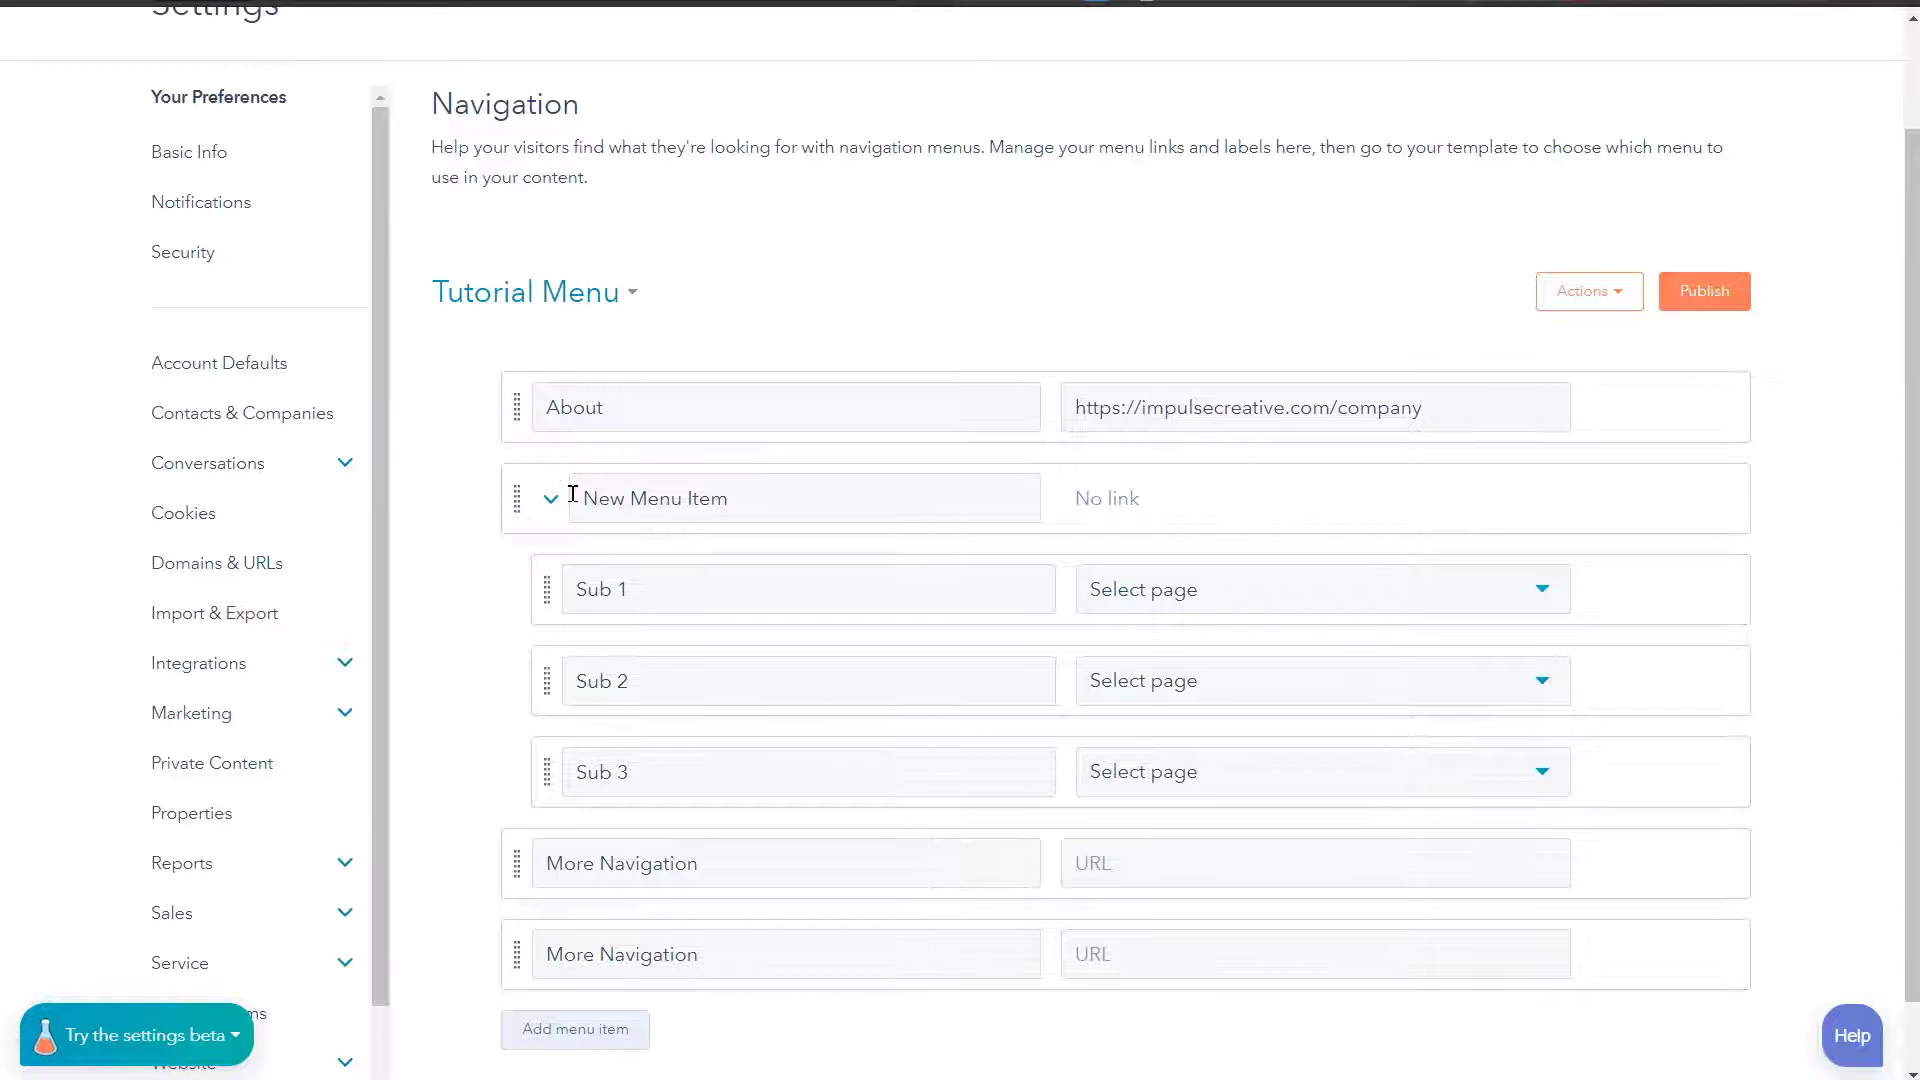 Settings
Your Preferences
Basic Info
Notifications
Security
Account Defaults
Contacts & Companies
Conversations
Cookies
Domains & URLs
Import & Export
Integrations
Marketing
Private Content
Properties
Reports
Sales
Service
ms
Website
Try the settings beta
Navigation
Help your visitors find what they're looking for with navigation menus. Manage your menu links and labels here, then go to your template to choose which menu to
use in your content.
Tutorial Menu
Actions
Publish
About
https://impulsecreative.com/company
New Menu Item
No link
Sub 1
Select page
Sub 2
Select page
Sub 3
Select page
More Navigation
URL
More Navigation
URL
Add menu item
Help